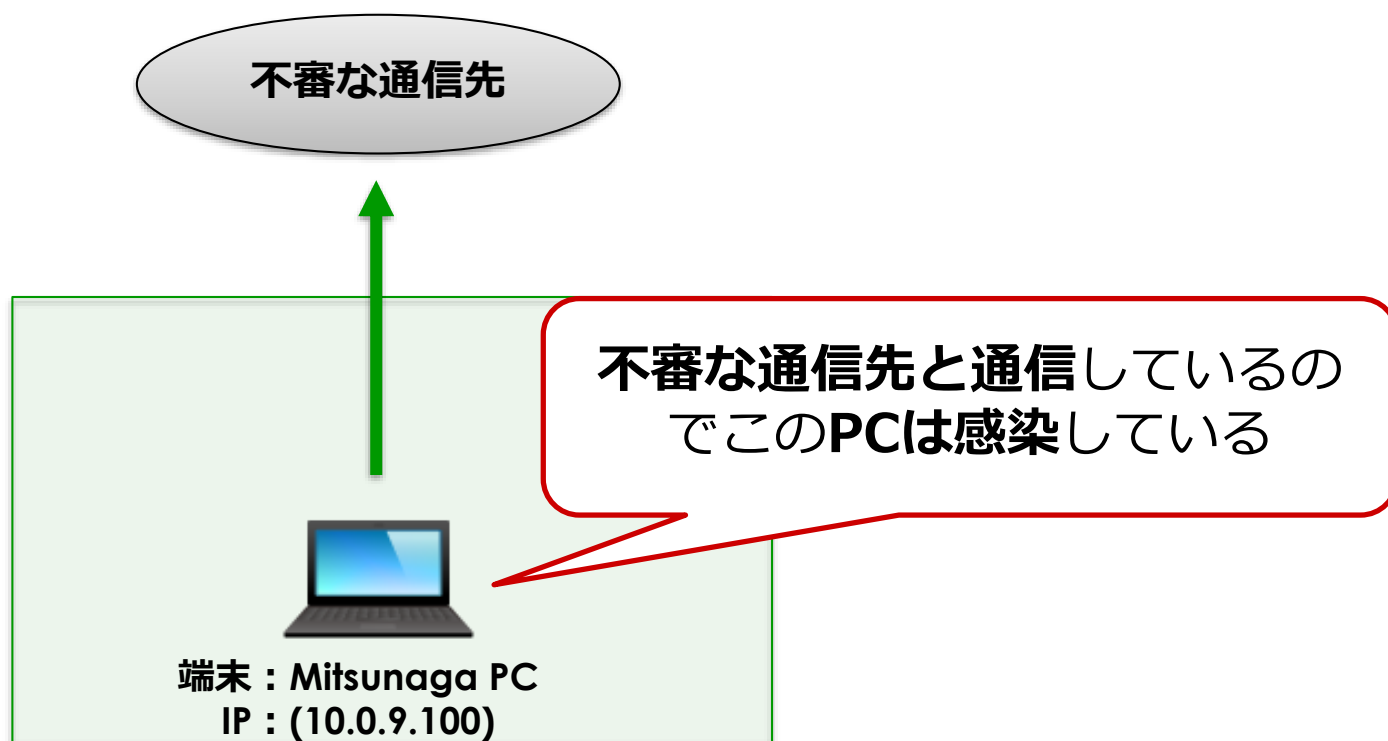 不審な通信先
不審な通信先と通信しているの
でこのPCは感染している
端末：Mitsunaga PC
IP：(10.0.9.100)